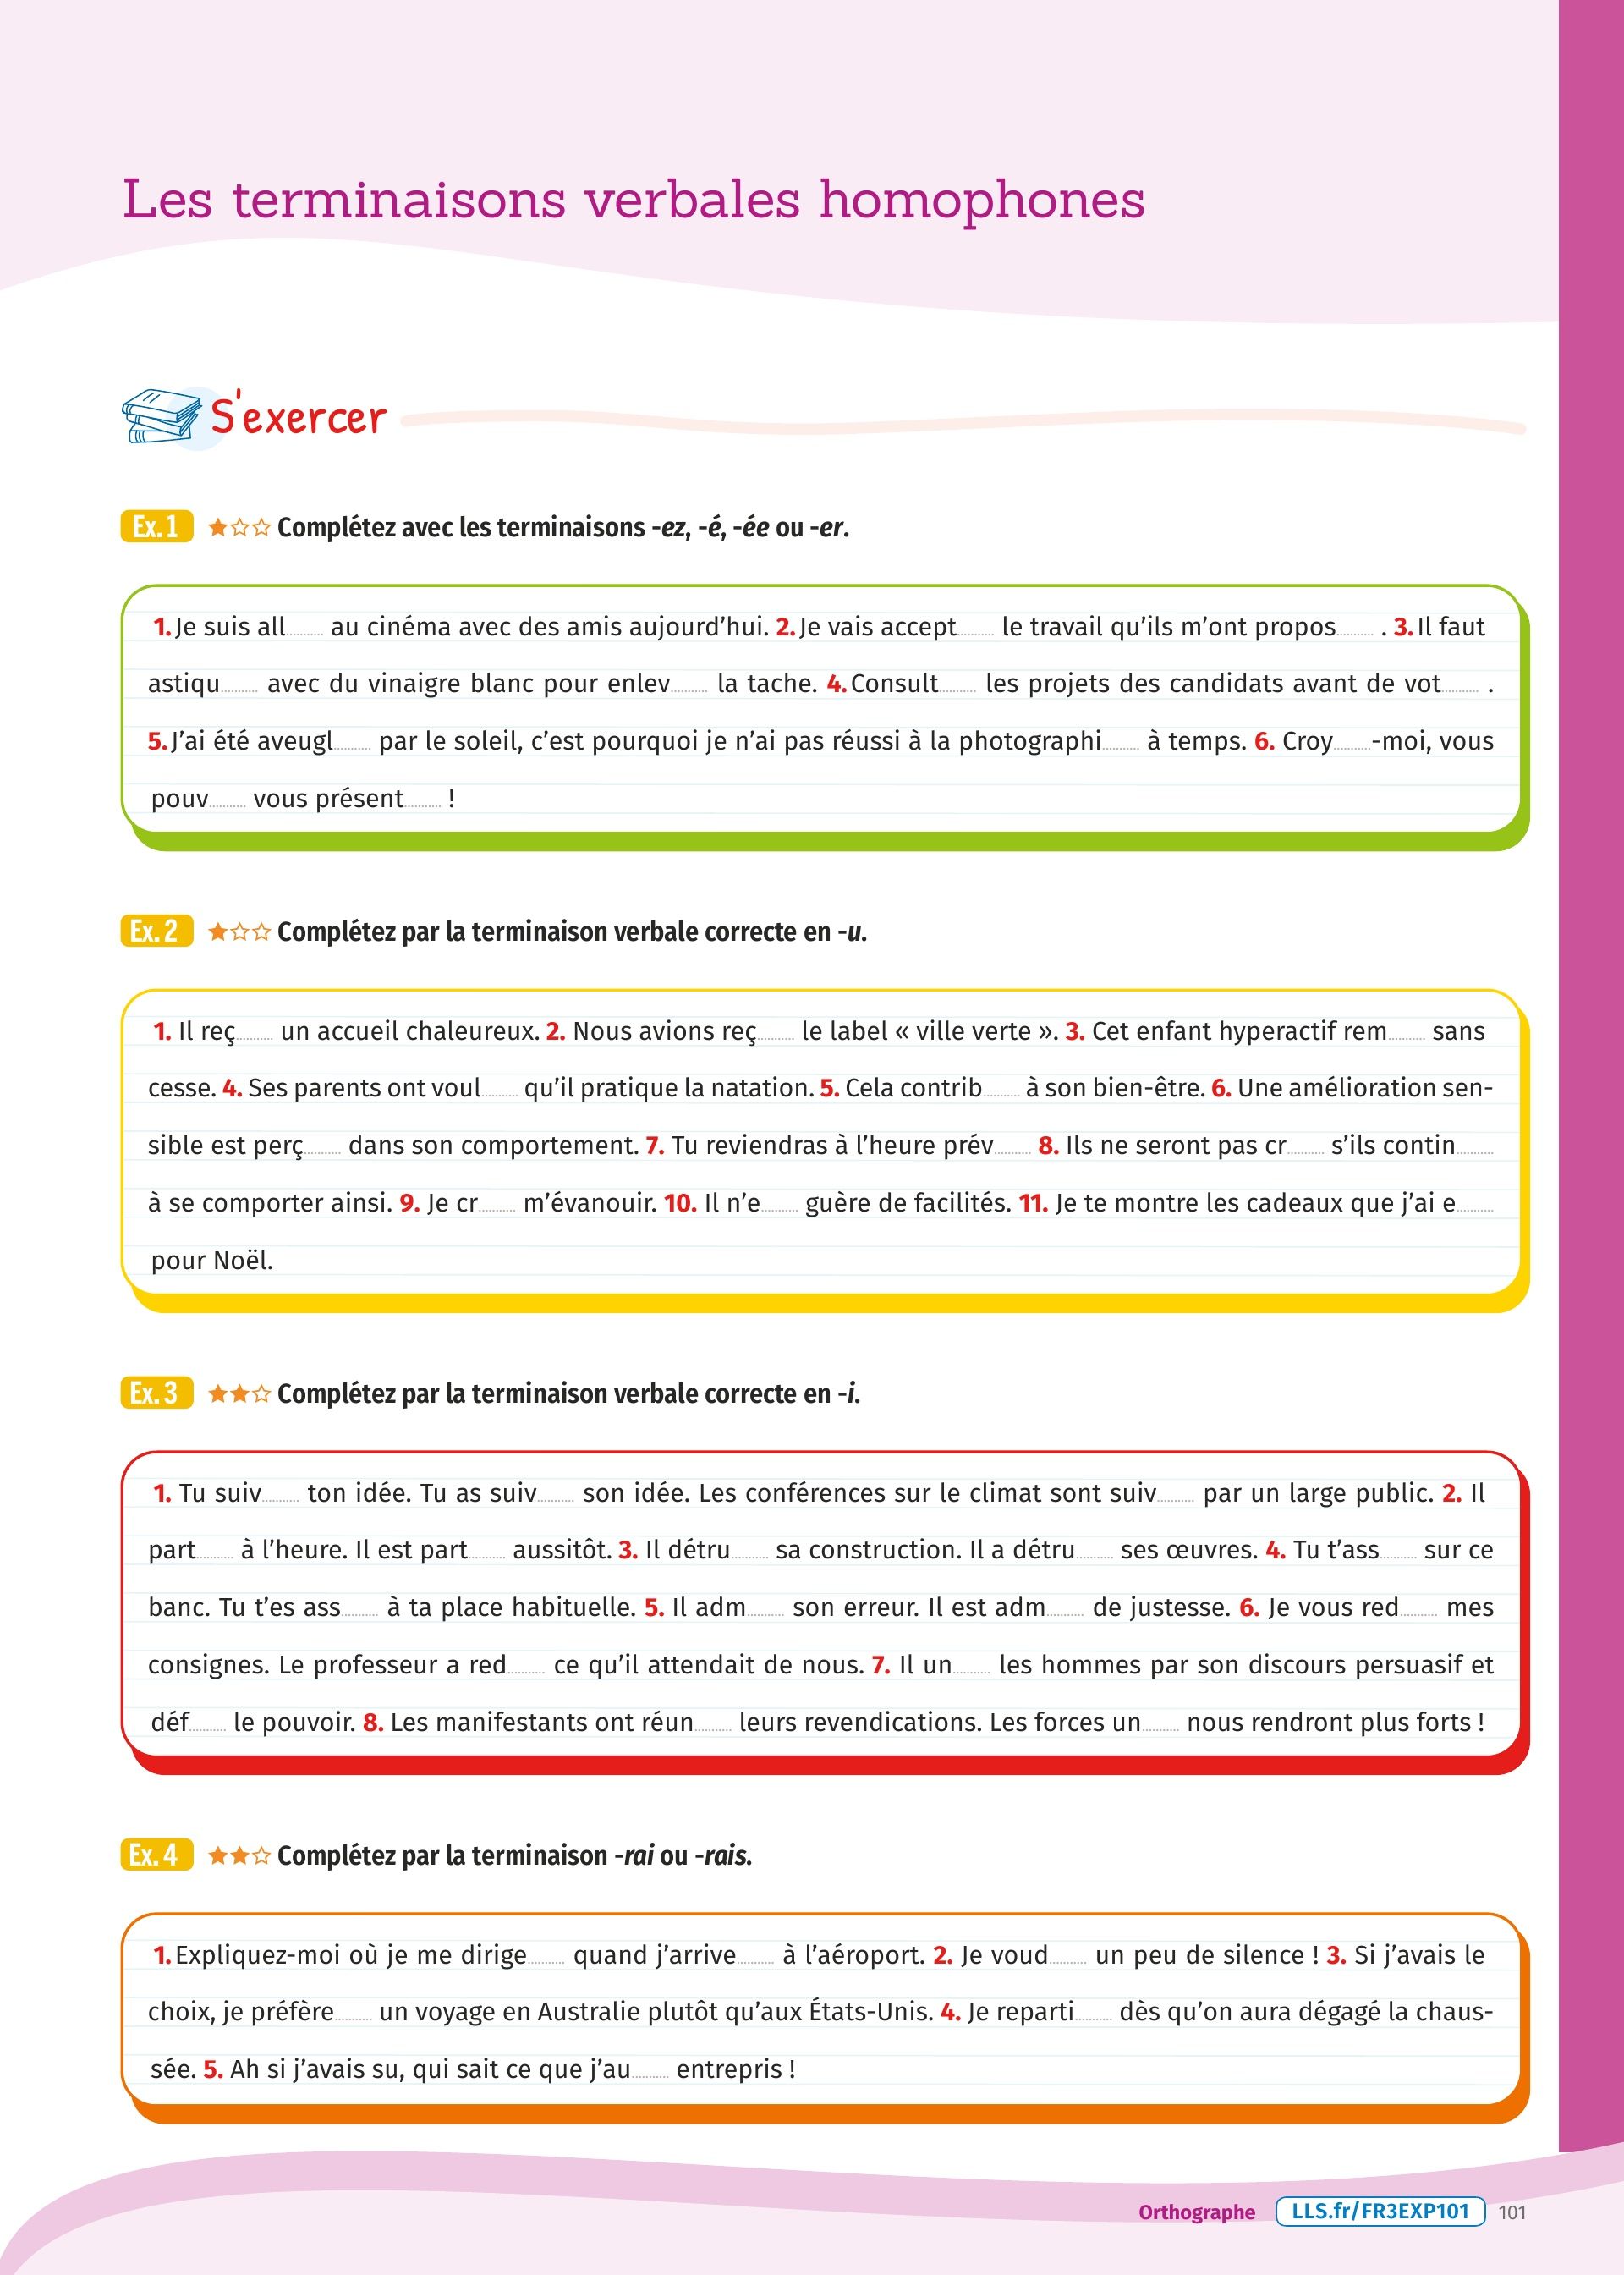 Les terminaisons verbales homophones
S'exercer
Ex. 1 Complétez avec les terminaisons -ez, -é, -ée ou -er.
1. Je suis all.......... au cinéma avec des amis aujourd’hui. 2. Je vais accept.......... le travail qu’ils m’ont propos.......... . 3. Il faut
astiqu.......... avec du vinaigre blanc pour enlev.......... la tache. 4. Consult.......... les projets des candidats avant de vot.......... .
5. J’ai été aveugl.......... par le soleil, c’est pourquoi je n’ai pas réussi à la photographi.......... à temps. 6. Croy..........-moi, vous
pouv.......... vous présent.......... !
Ex. 2 Complétez par la terminaison verbale correcte en -u.
1. Il reç.......... un accueil chaleureux. 2. Nous avions reç.......... le label « ville verte ». 3. Cet enfant hyperactif rem.......... sans
cesse. 4. Ses parents ont voul.......... qu’il pratique la natation. 5. Cela contrib.......... à son bien-être. 6. Une amélioration sen-
sible est perç.......... dans son comportement. 7. Tu reviendras à l’heure prév.......... 8. Ils ne seront pas cr.......... s’ils contin..........
à se comporter ainsi. 9. Je cr.......... m’évanouir. 10. Il n’e.......... guère de facilités. 11. Je te montre les cadeaux que j’ai e..........
pour Noël.
Ex. 3 Complétez par la terminaison verbale correcte en -i.
1. Tu suiv.......... ton idée. Tu as suiv.......... son idée. Les conférences sur le climat sont suiv.......... par un large public. 2. Il
part.......... à l’heure. Il est part.......... aussitôt. 3. Il détru.......... sa construction. Il a détru.......... ses œuvres. 4. Tu t’ass.......... sur ce
banc. Tu t’es ass.......... à ta place habituelle. 5. Il adm.......... son erreur. Il est adm.......... de justesse. 6. Je vous red.......... mes
consignes. Le professeur a red.......... ce qu’il attendait de nous. 7. Il un.......... les hommes par son discours persuasif et
déf.......... le pouvoir. 8. Les manifestants ont réun.......... leurs revendications. Les forces un.......... nous rendront plus forts !
Ex. 4 Complétez par la terminaison -rai ou -rais.
1. Expliquez-moi où je me dirige.......... quand j’arrive.......... à l’aéroport. 2. Je voud.......... un peu de silence ! 3. Si j’avais le
choix, je préfère.......... un voyage en Australie plutôt qu’aux États-Unis. 4. Je reparti.......... dès qu’on aura dégagé la chaus-
sée. 5. Ah si j’avais su, qui sait ce que j’au.......... entrepris !
Orthographe LLS.fr/FR3EXP101 101